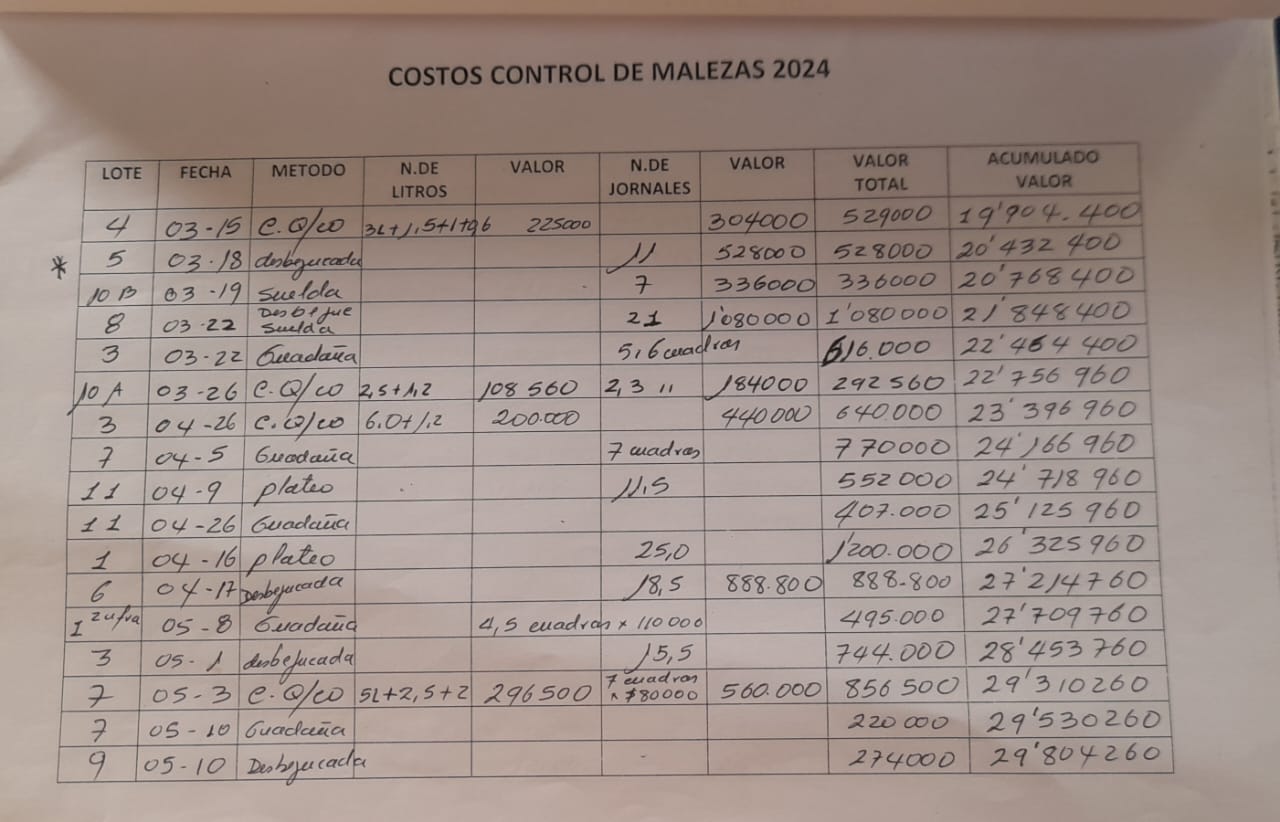 COSTOS CONTROL DE MALEZAS 2024
LOTE FECHA METODO N.DE LITROS VALOR N.DE JORNALES VALOR VALOR TOTAL ACUMULADO VALOR
4 03-15 C.Q/co 3L+1,5+1+96 225000 304000 529000 19'904.400
* 5 03-18 desbejucada 11 528000 528000 20'432 400
10 B 03-19 Suelda 7 336000 336000 20'768400
8 03-22 Desbejue Suelda 21 1'080000 1'080000 21'848400
3 03-22 Guadaña 5,6 cuadras 616.000 22'464 400
10 A 03-26 C.Q/co 2,5+1,2 108 560 2,3 11 184000 292560 22'756 960
3 04-26 C.Q/co 6.0+1.2 200.000 440000 640.000 23'396 960
7 04-5 Guadaña 7 cuadras 770000 24'166 960
11 04-9 plateo 11,5 552000 24'718 960
11 04-26 Guadaña 407.000 25'125 960
1 04-16 plateo 25,0 1'200.000 26'325960
6 04-17 Desbejucada 18,5 888.800 888.800 27'214760
1 zufra 05-8 Guadaña 4,5 cuadras x 110000 495.000 27'709760
3 05-1 desbejucada 15,5 744.000 28'453760
7 05-3 C.Q/co 5L+2,5+2 296500 7 cuadras x $80000 560.000 856500 29'310260
7 05-10 Guadaña 220000 29'530260
9 05-10 Desbejucada 274000 29'804260